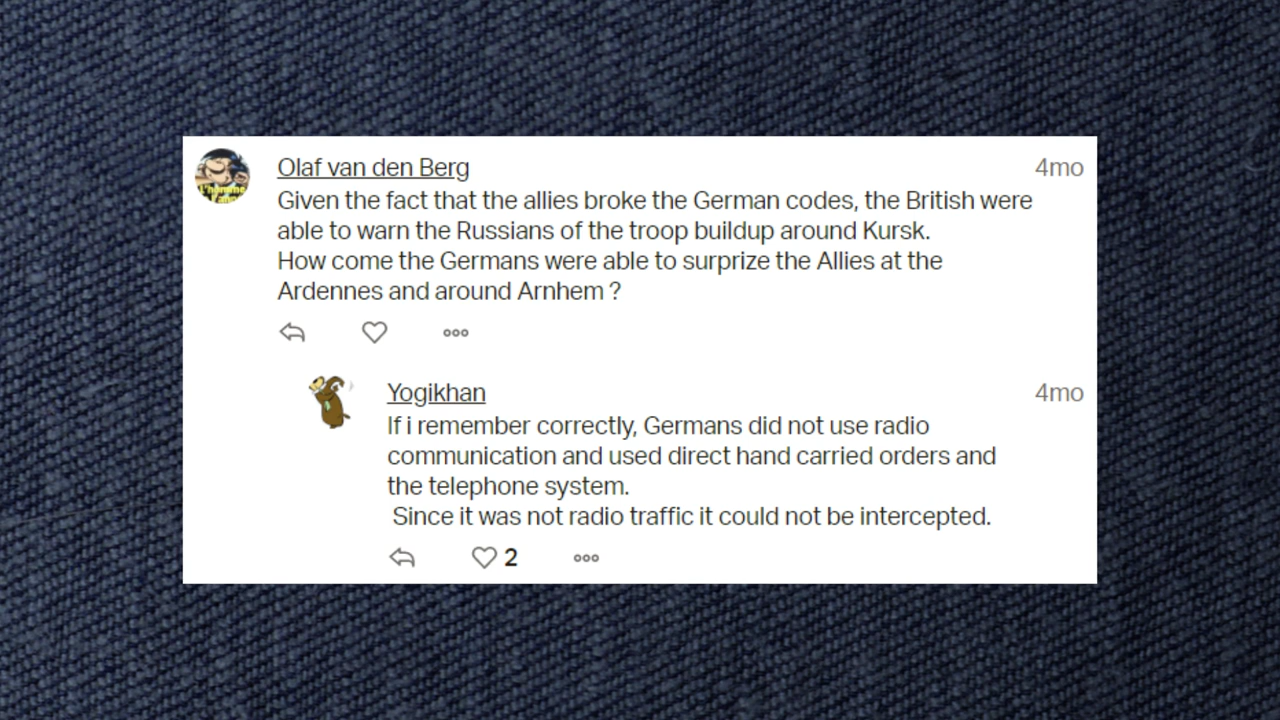 Olaf van den Berg
4mo
Given the fact that the allies broke the German codes, the British were
able to warn the Russians of the troop buildup around Kursk.
How come the Germans were able to surprize the Allies at the
Ardennes and around Arnhem ?
Yogikhan
4mo
If i remember correctly, Germans did not use radio
communication and used direct hand carried orders and
the telephone system.
Since it was not radio traffic it could not be intercepted.
2